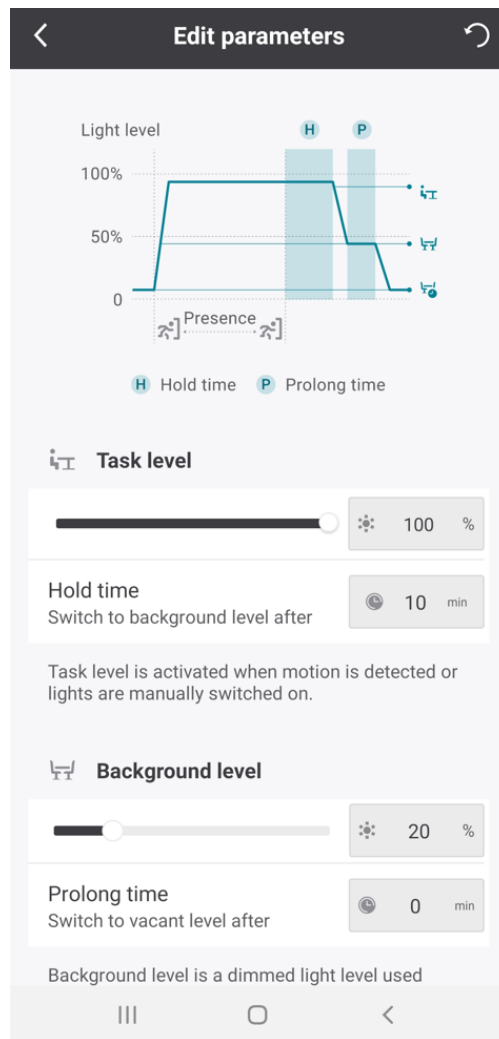 Edit parameters
Light level
H P
100%
50%
0
Presence
H Hold time P Prolong time
Task level
100 %
Hold time
Switch to background level after
10 min
Task level is activated when motion is detected or
lights are manually switched on.
Background level
20 %
Prolong time
Switch to vacant level after
0 min
Background level is a dimmed light level used